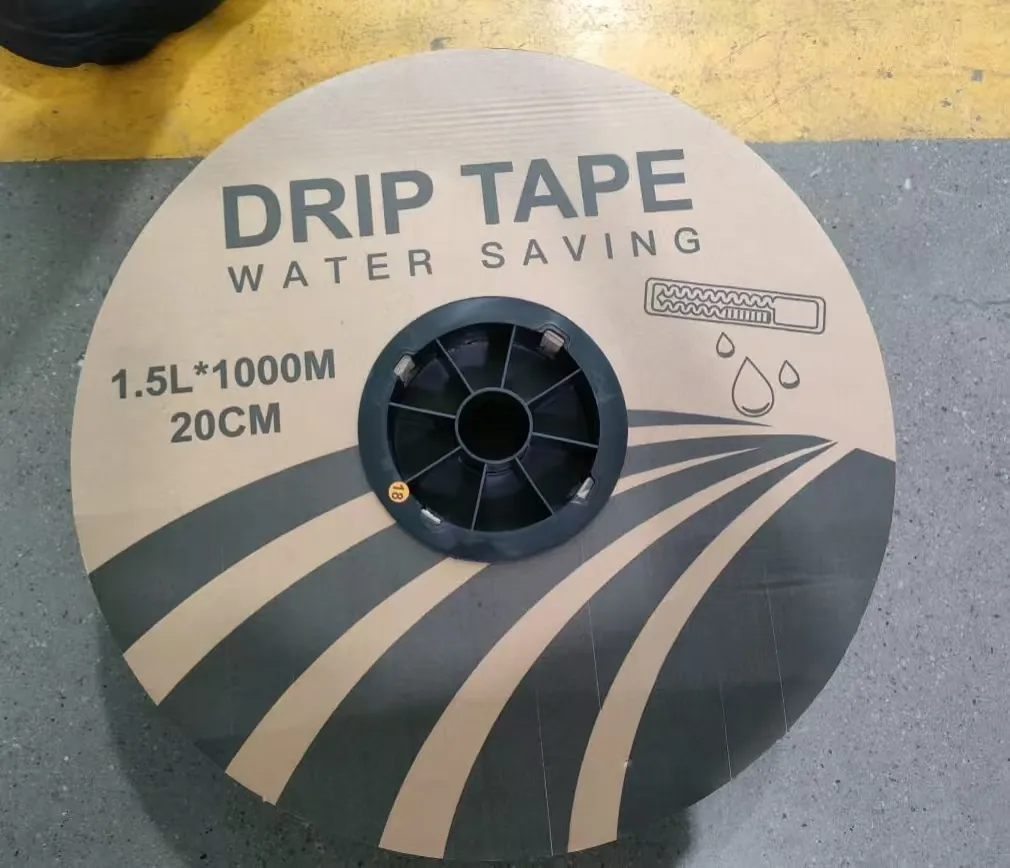 DRIP TAPE
WATER SAVING
1.5L*1000M
20CM
18